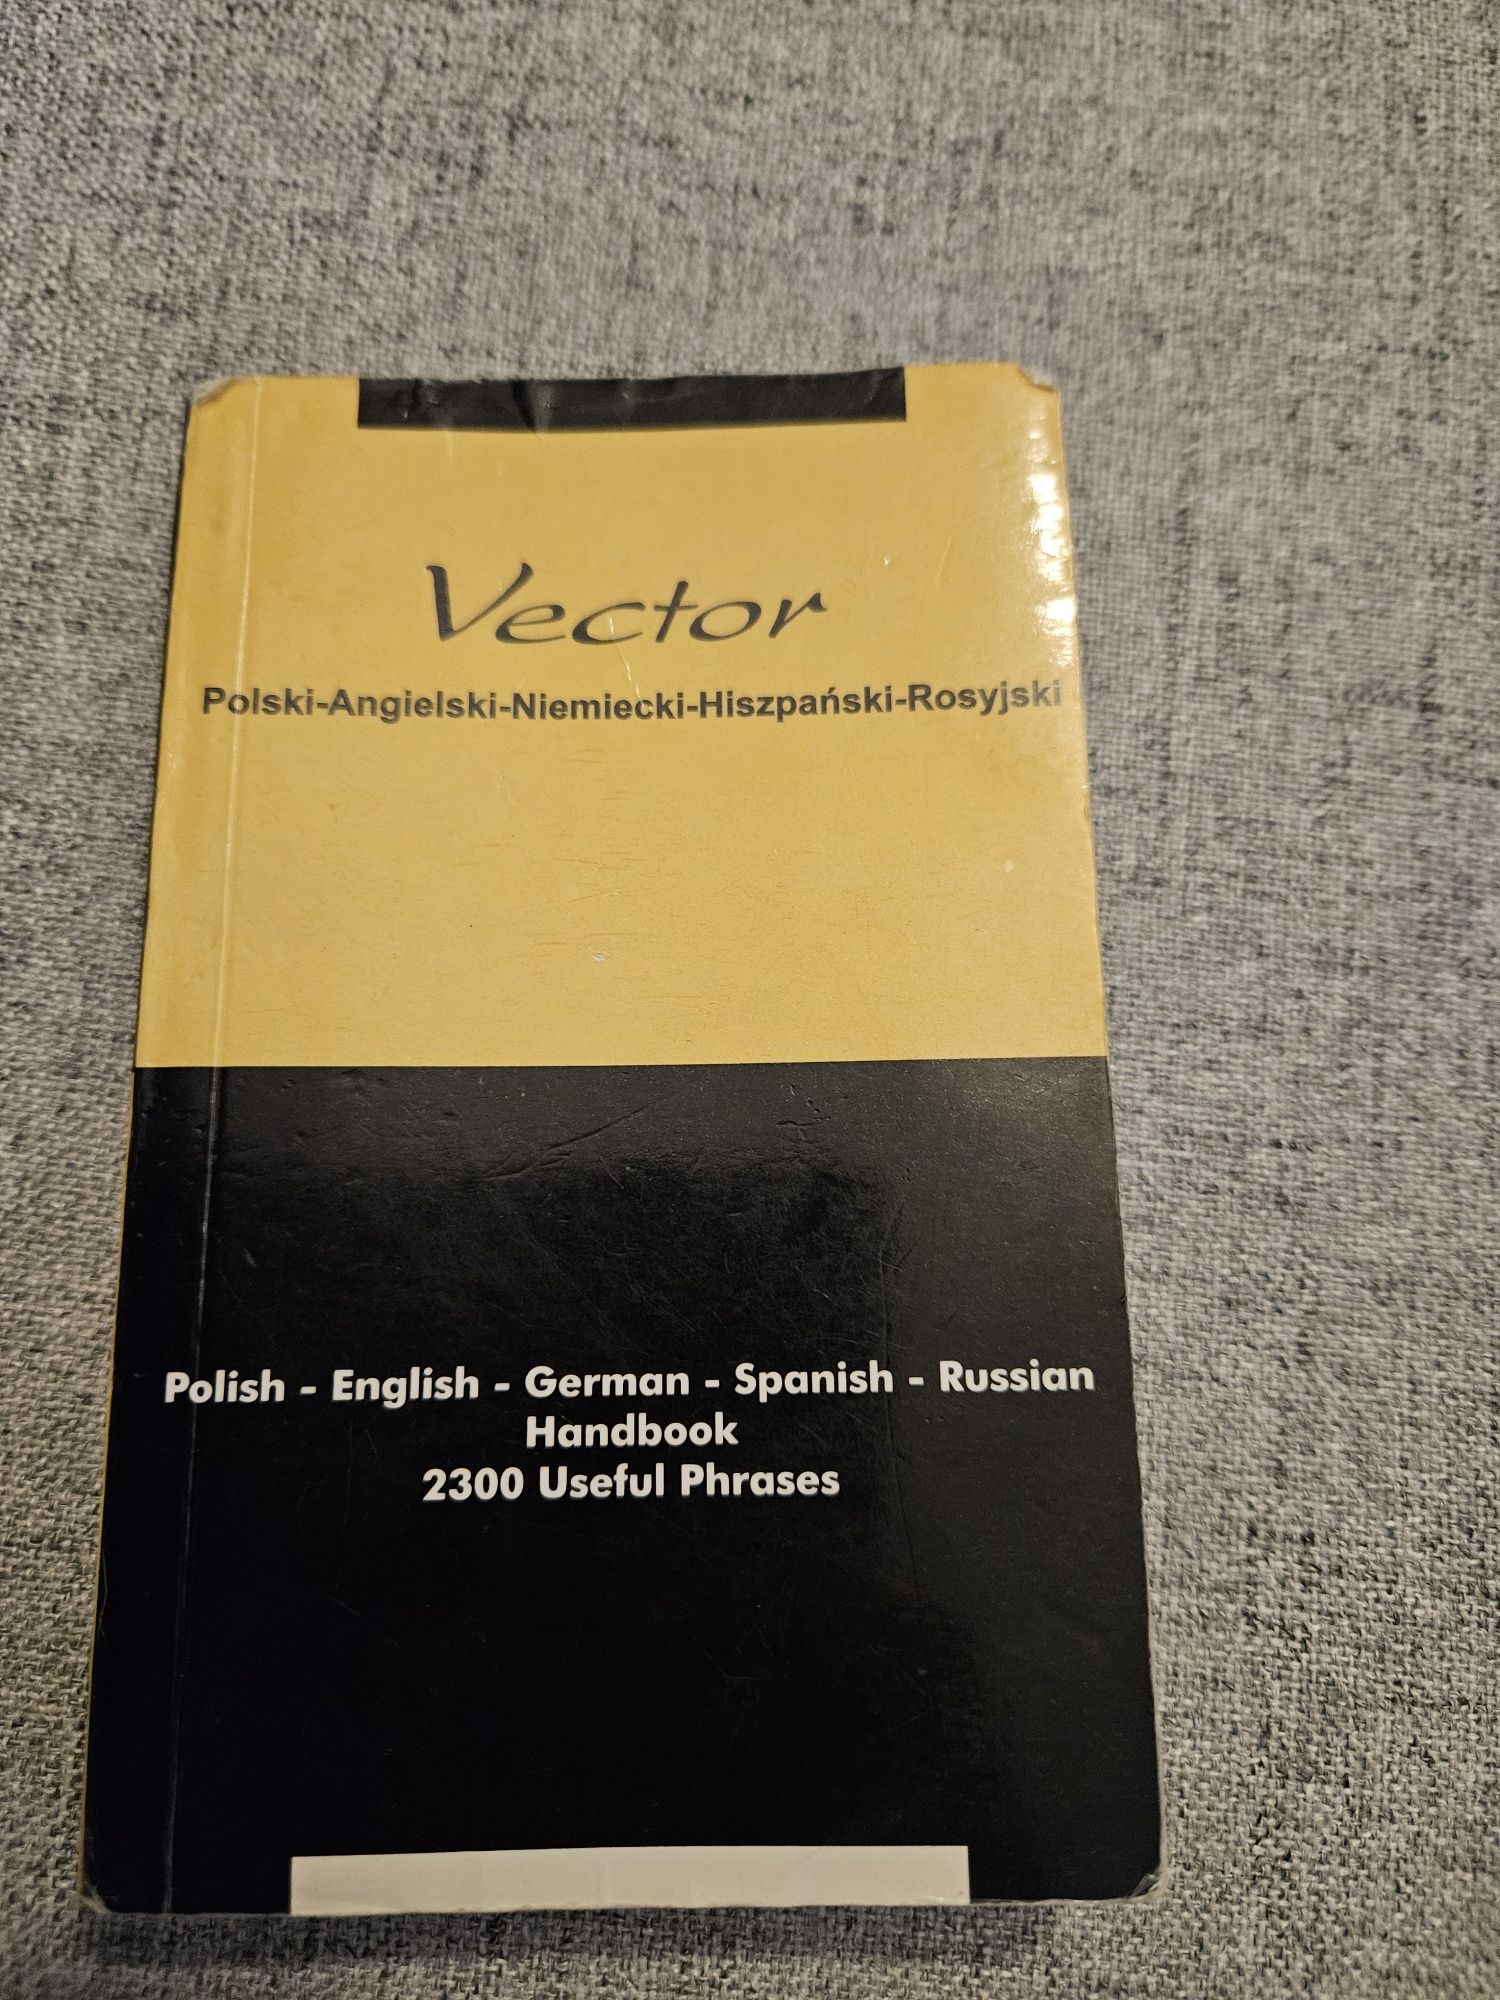 Vector
Polski-Angielski-Niemiecki-Hiszpański-Rosyjski
Polish - English - German - Spanish - Russian
Handbook
2300 Useful Phrases